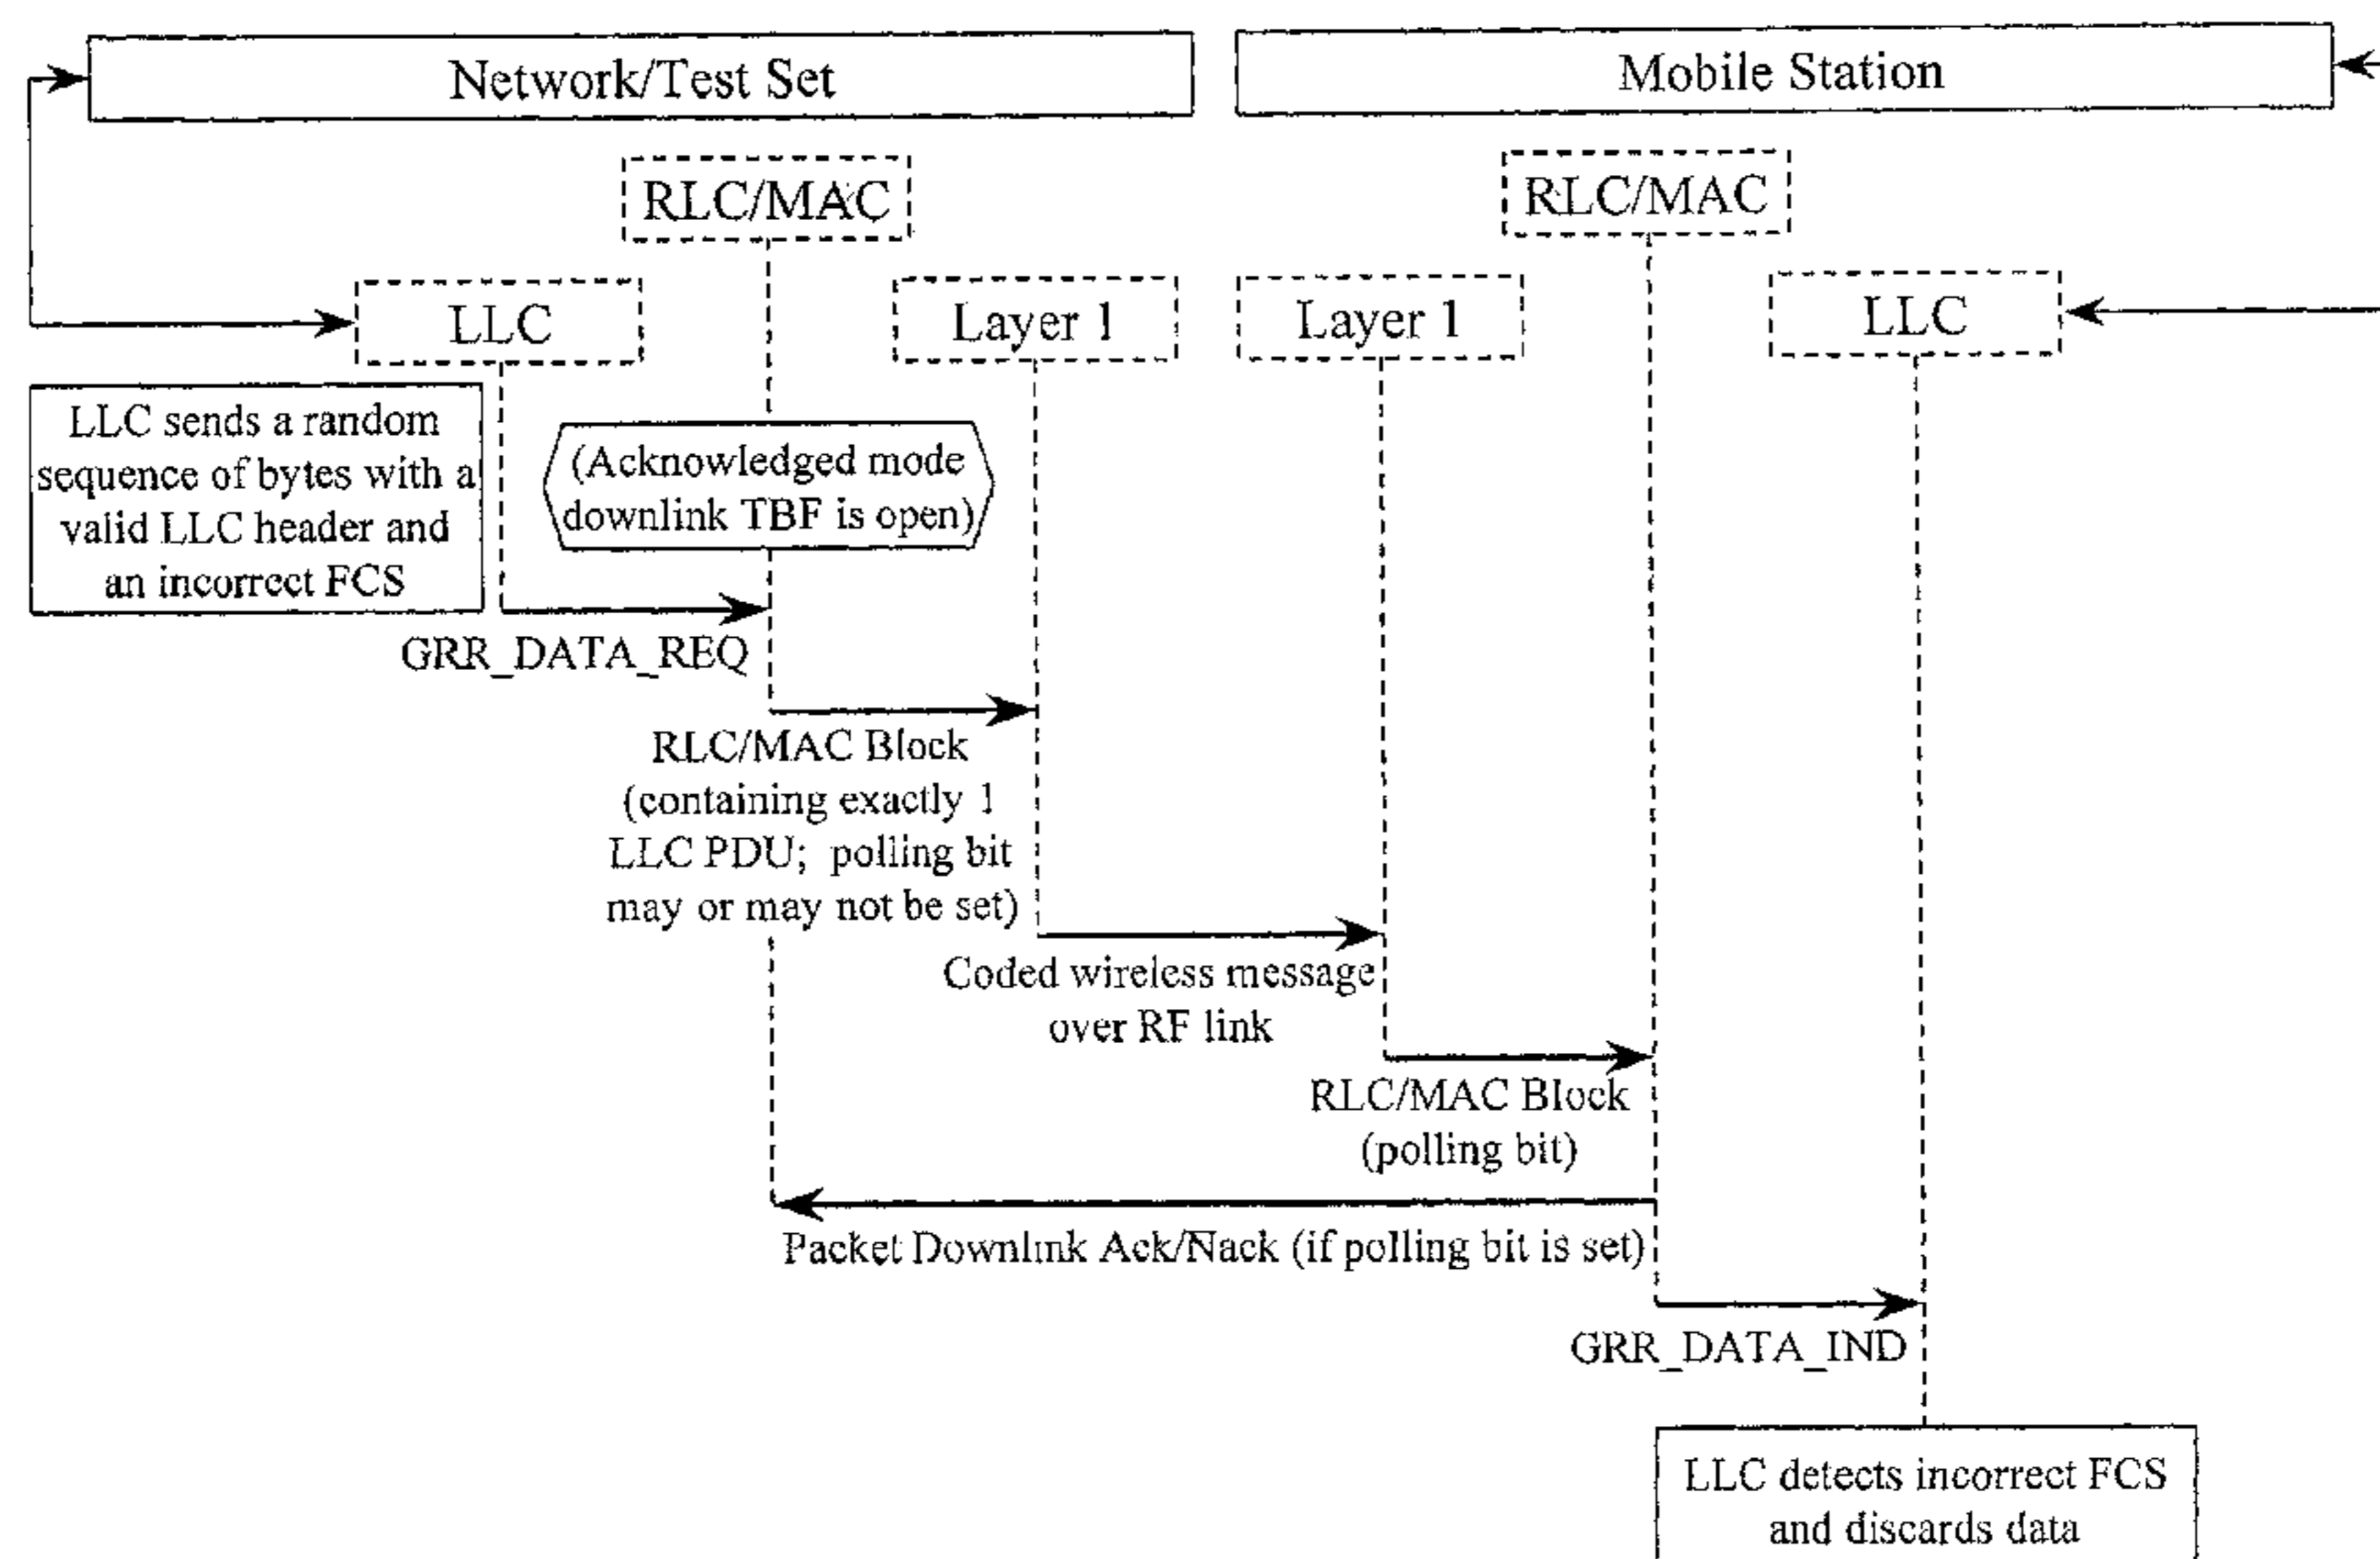 Network/Test Set
Mobile Station
RLC/MAC
RLC/MAC
LLC
Layer 1
Layer 1
LLC
LLC sends a random
sequence of bytes with a
valid LLC header and
an incorrect FCS
(Acknowledged mode
downlink TBF is open)
GRR_DATA_REQ
RLC/MAC Block
(containing exactly 1
LLC PDU; polling bit
may or may not be set)
Coded wireless message
over RF link
RLC/MAC Block
(polling bit)
Packet Downlink Ack/Nack (if polling bit is set)
GRR_DATA_IND
LLC detects incorrect FCS
and discards data